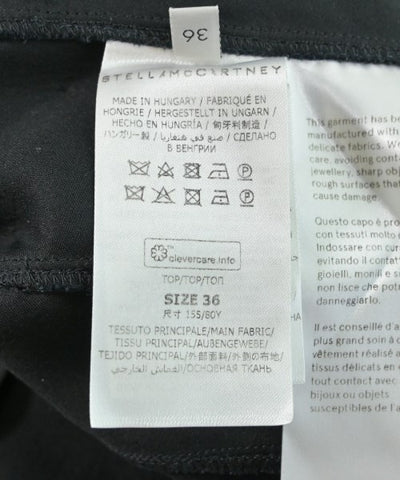 36
STELLAMCCARTNEY
MADE IN HUNGARY / FABRIQUÉ EN
HONGRIE / HERGESTELLT IN UNGARN /
HECHO EN HUNGRÍA / 匈牙利制造 /
ハンガリー製 / صنع في هنغاريا / СДЕЛАНО
В ВЕНГРИИ
clevercare.info
TOP/TOP/ТОП
SIZE 36
尺寸 155/80Y
TESSUTO PRINCIPALE/MAIN FABRIC/
TISSU PRINCIPAL/AUßENGEWEBE/
TEJIDO PRINCIPAL/外部面料/外側の布地/
القماش الخارجي/ОСНОВНАЯ ТКАНЬ
This garment has be
manufactured with
delicate fabrics. We
care, avoiding conta
jewellery, sharp obj
rough surfaces that
cause damage.
Questo capo è pro
con tessuti molto d
Indossare con cur
evitando il contatt
gioielli, monili e si
non lisce che potr
danneggiarlo.
Il est conseillé d'a
plus grand soin à c
vêtement réalisé a
tissus délicats en
tout contact avec
bijoux ou objets
susceptibles de l'a